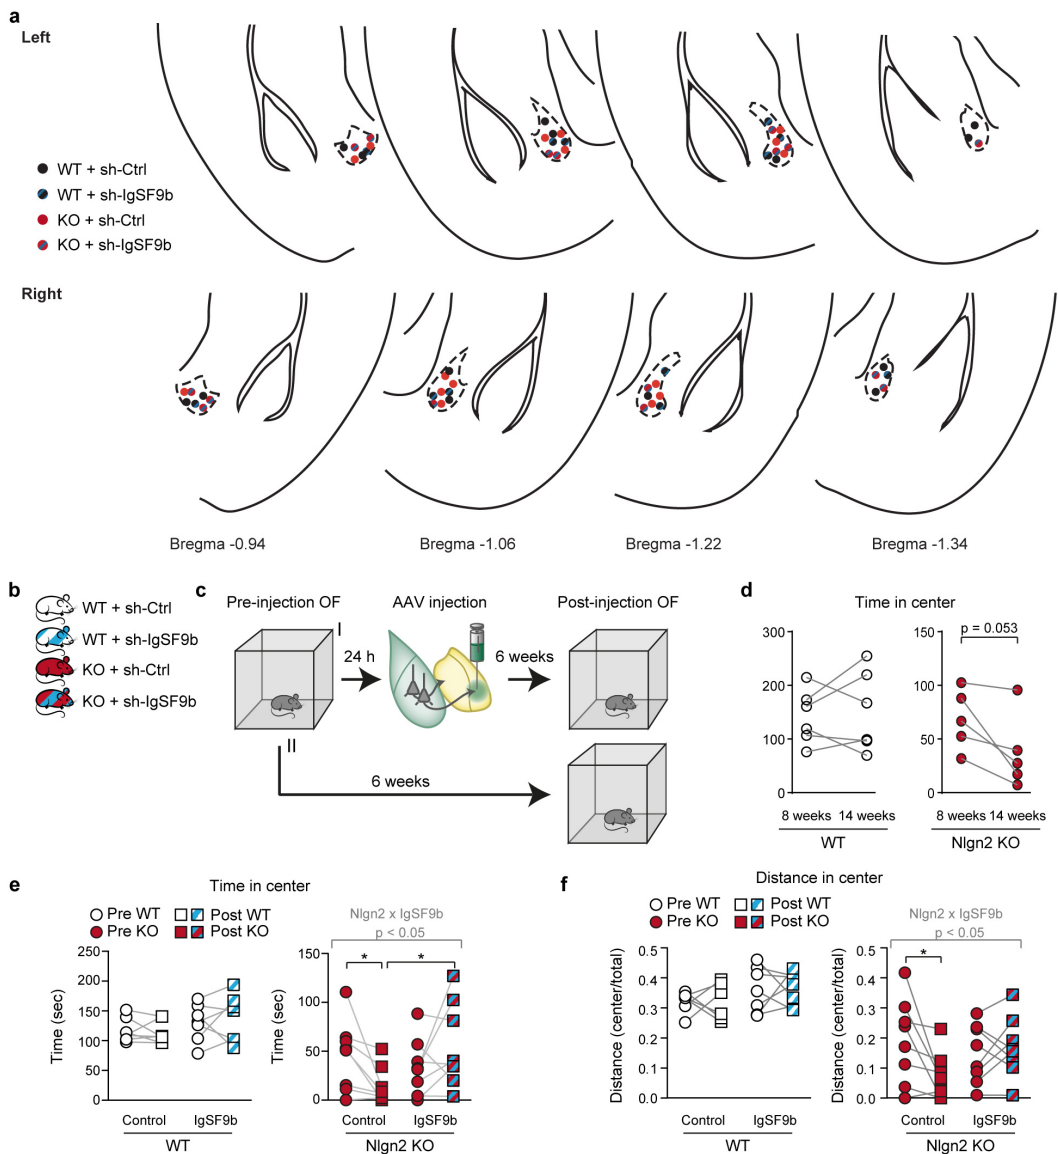 a
Left
WT + sh-Ctrl
WT + sh-IgSF9b
KO + sh-Ctrl
KO + sh-IgSF9b
Right
Bregma -0.94
Bregma -1.06
Bregma -1.22
Bregma -1.34
b
WT + sh-Ctrl
WT + sh-IgSF9b
KO + sh-Ctrl
KO + sh-IgSF9b
c
Pre-injection OF
AAV injection
Post-injection OF
I
24 h
6 weeks
II
6 weeks
d
Time in center
300
200
100
0
8 weeks 14 weeks
WT
p = 0.053
150
100
50
0
8 weeks 14 weeks
Nlgn2 KO
e
Time in center
Pre WT
Post WT
Pre KO
Post KO
Nlgn2 x IgSF9b
p < 0.05
Time (sec)
250
200
150
100
50
0
Control
IgSF9b
WT
Time (sec)
150
100
50
0
*
*
Control
IgSF9b
Nlgn2 KO
f
Distance in center
Pre WT
Post WT
Pre KO
Post KO
Nlgn2 x IgSF9b
p < 0.05
Distance (center/total)
0.5
0.4
0.3
0.2
0.1
0.0
Control
IgSF9b
WT
Distance (center/total)
0.5
0.4
0.3
0.2
0.1
0.0
*
Control
IgSF9b
Nlgn2 KO